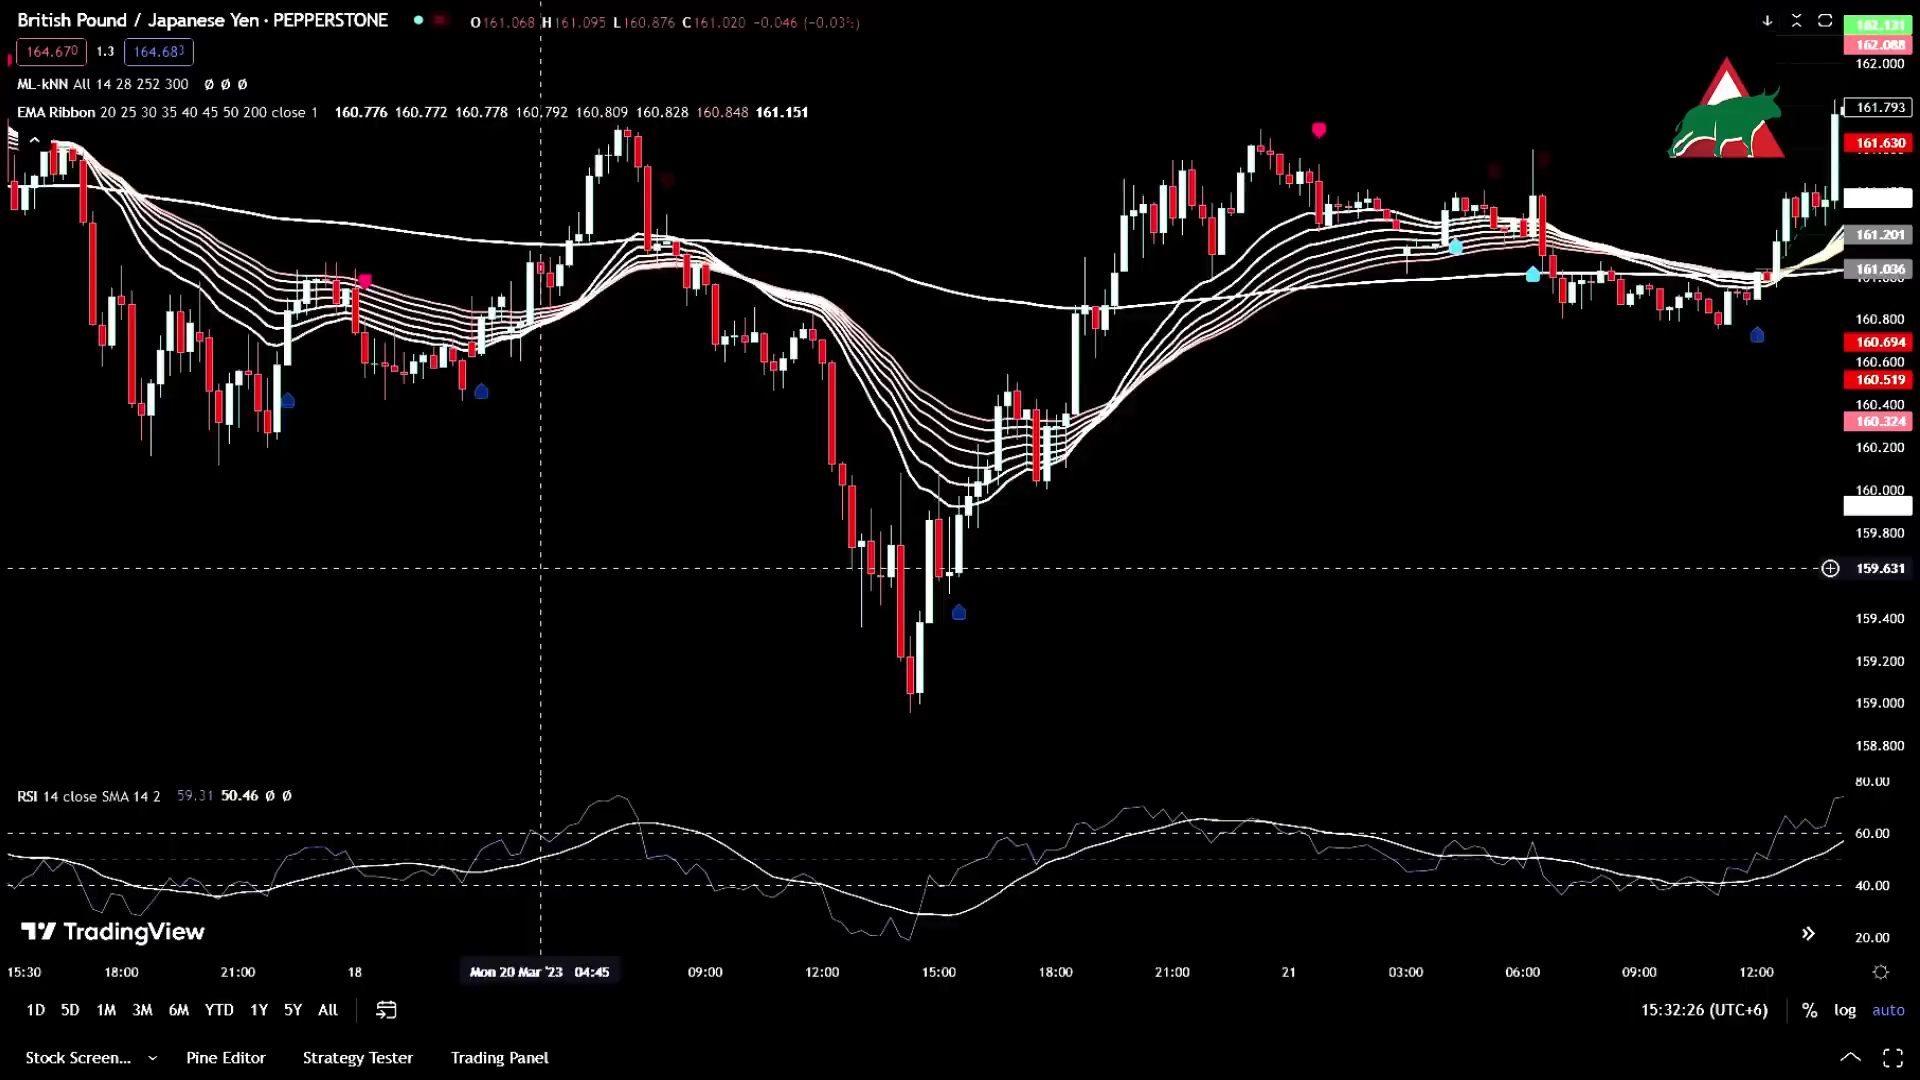 British Pound / Japanese Yen · PEPPERSTONE O161.068 H161.095 L160.876 C161.020 -0.046 (-0.03%)
164.670 1.3 164.683
ML-kNN All 14 28 252 300 Ø Ø Ø
EMA Ribbon 20 25 30 35 40 45 50 200 close 1 160.776 160.772 160.778 160.792 160.809 160.828 160.848 161.151
162.131
162.088
162.000
161.793
161.630
161.201
161.036
160.800
160.694
160.600
160.519
160.400
160.324
160.200
160.000
159.800
159.631
159.400
159.200
159.000
158.800
RSI 14 close SMA 14 2 59.31 50.46 Ø Ø
80.00
60.00
40.00
20.00
TradingView
15:30 18:00 21:00 18 Mon 20 Mar '23 04:45 09:00 12:00 15:00 18:00 21:00 21 03:00 06:00 09:00 12:00
1D 5D 1M 3M 6M YTD 1Y 5Y All 15:32:26 (UTC+6) % log auto
Stock Screen... Pine Editor Strategy Tester Trading Panel